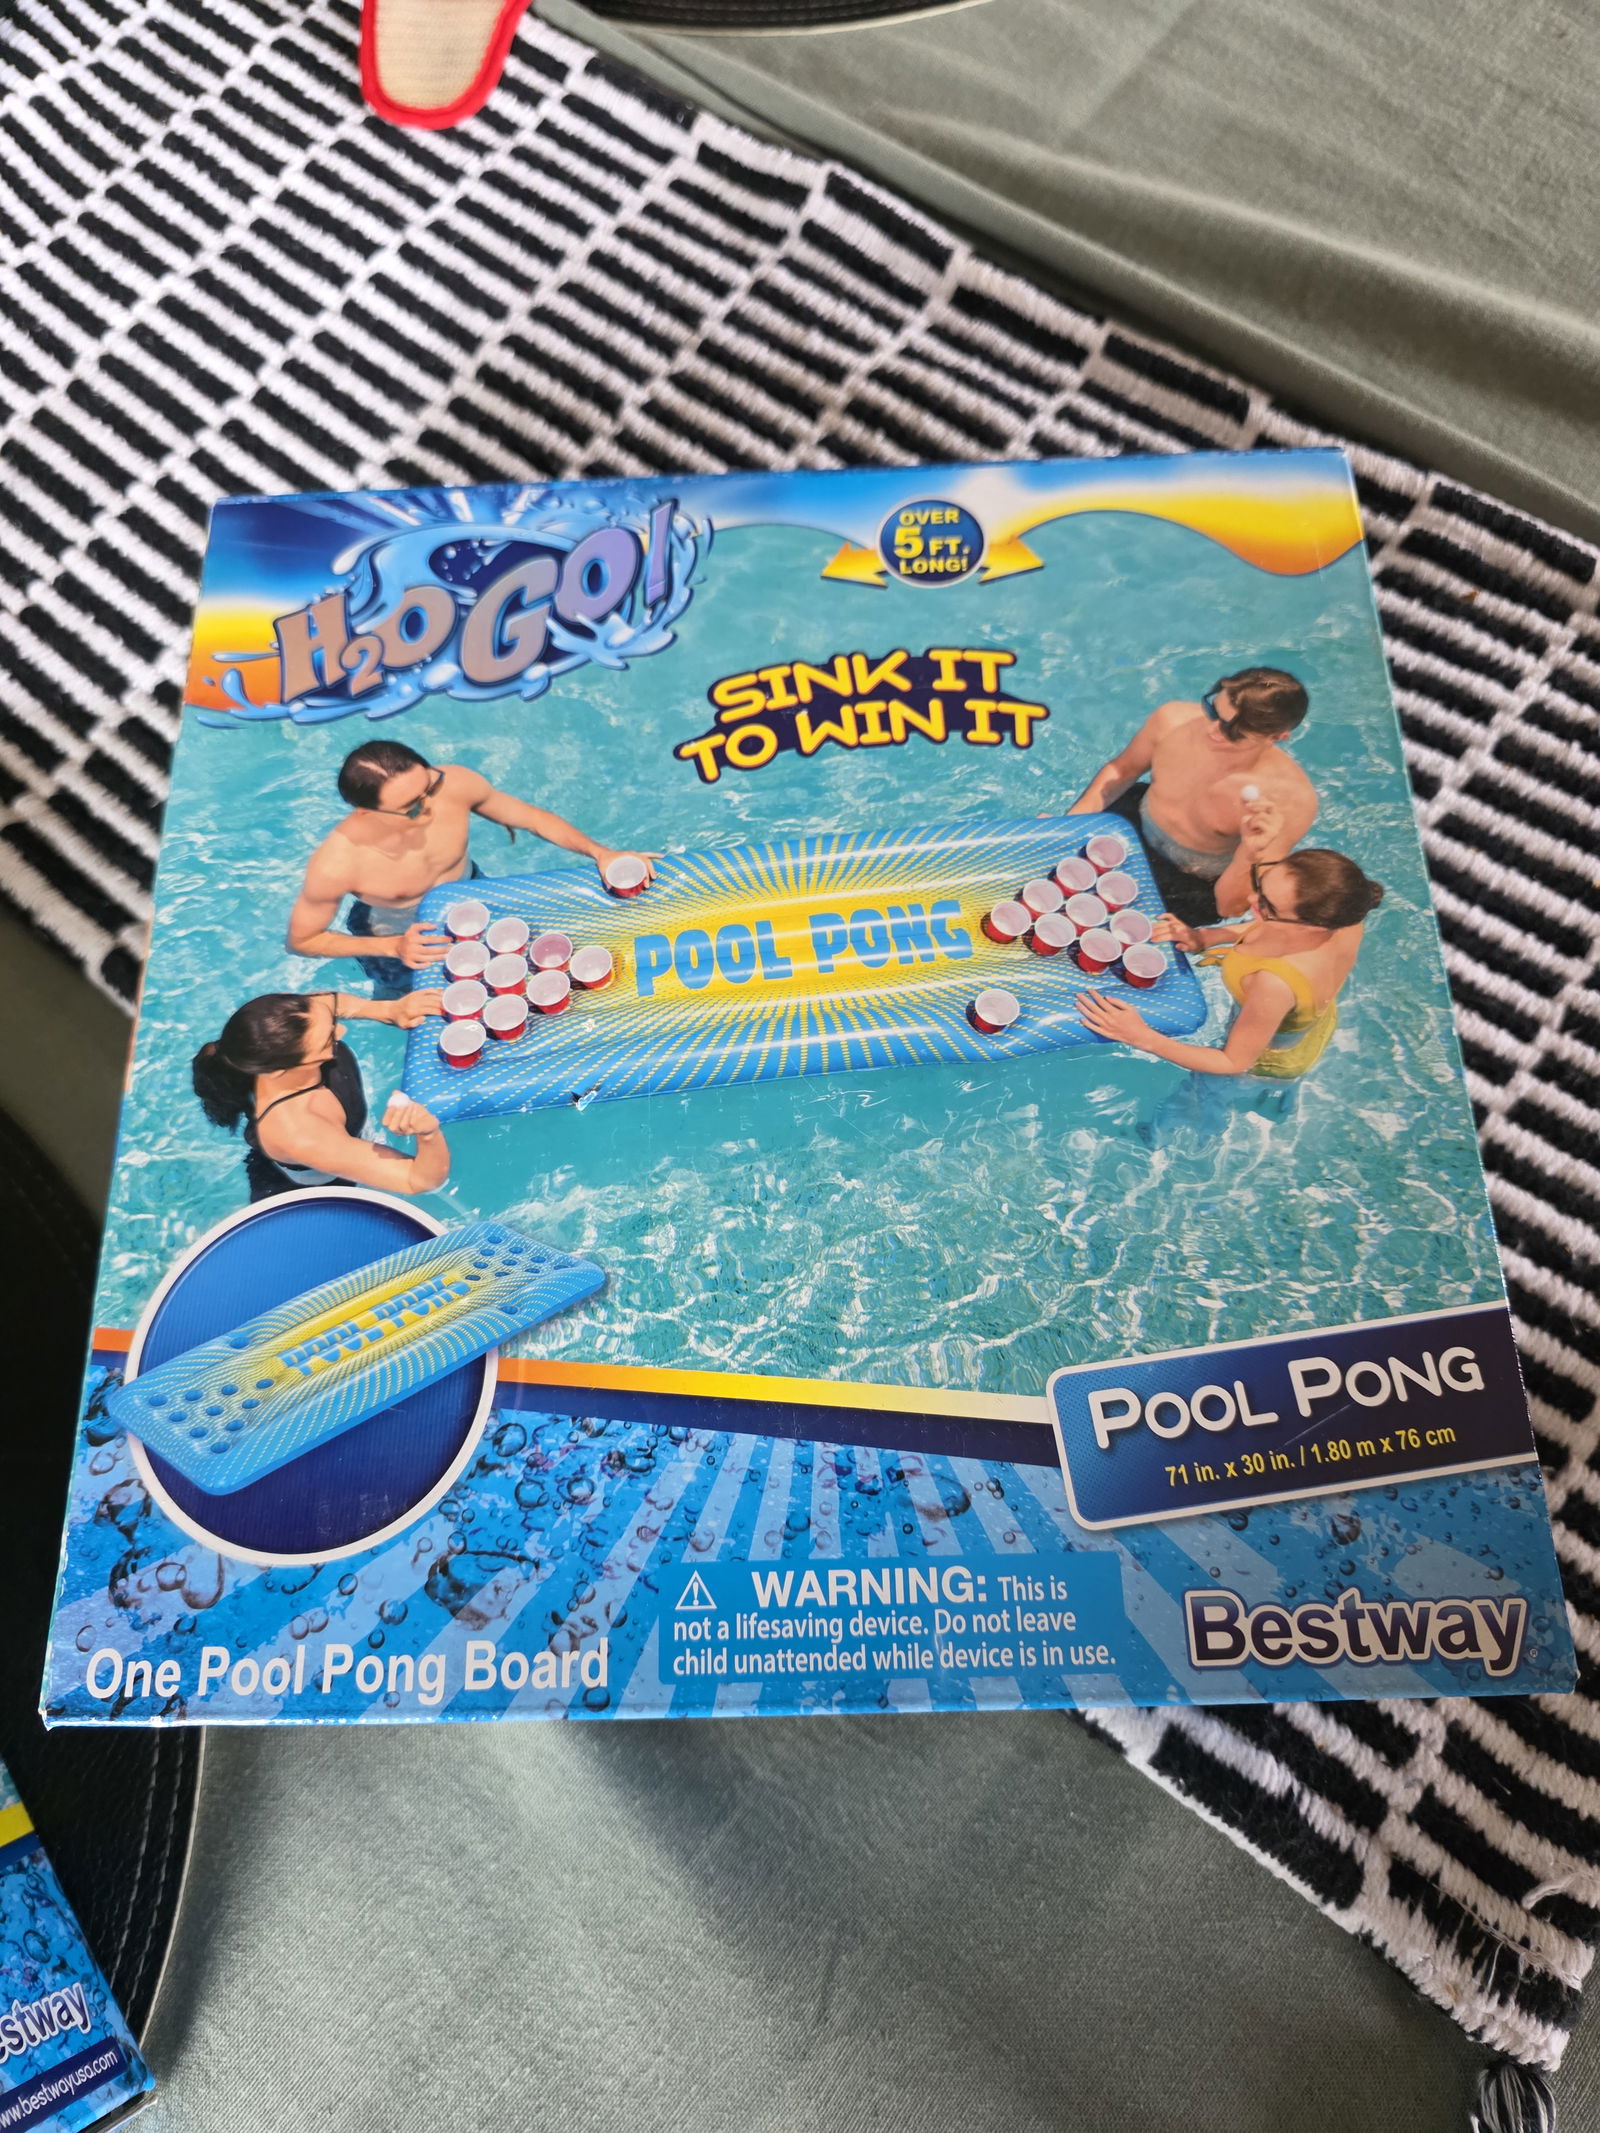 H2OGO!
OVER
5 FT.
LONG!
SINK IT
TO WIN IT
POOL PONG
POOL PONG
POOL PONG
71 in. x 30 in. / 1.80 m x 76 cm
WARNING: This is
not a lifesaving device. Do not leave
child unattended while device is in use.
Bestway
One Pool Pong Board
estway
www.bestwayusa.com